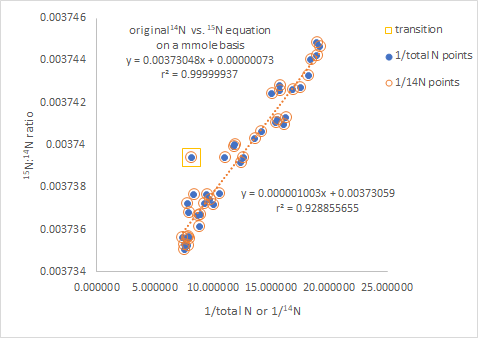 0.003746
0.003744
0.003742
0.00374
0.003738
0.003736
0.003734
¹⁵N:¹⁴N ratio
original ¹⁴N vs. ¹⁵N equation
on a mmole basis
y = 0.00373048x + 0.00000073
r² = 0.99999937
y = 0.000001003x + 0.00373059
r² = 0.928855655
transition
1/total N points
1/14N points
0.000000 5.000000 10.000000 15.000000 20.000000 25.000000
1/total N or 1/¹⁴N